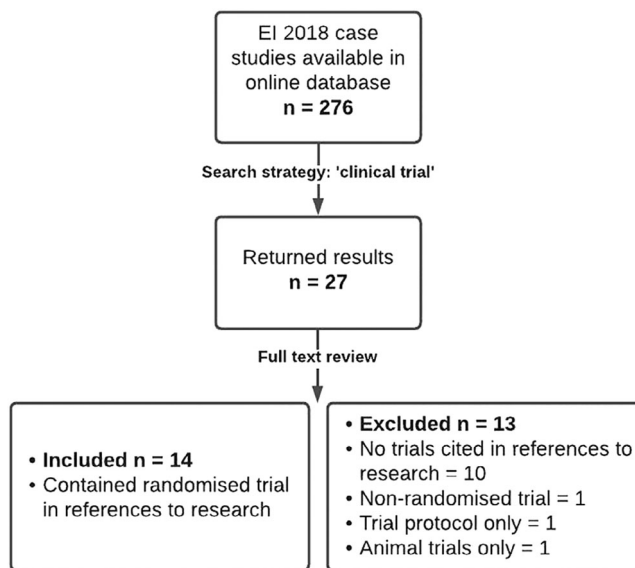 EI 2018 case
studies available in
online database
n = 276
Search strategy: 'clinical trial'
Returned results
n = 27
Full text review
• Included n = 14
• Contained randomised trial
in references to research
• Excluded n = 13
• No trials cited in references to
research = 10
• Non-randomised trial = 1
• Trial protocol only = 1
• Animal trials only = 1